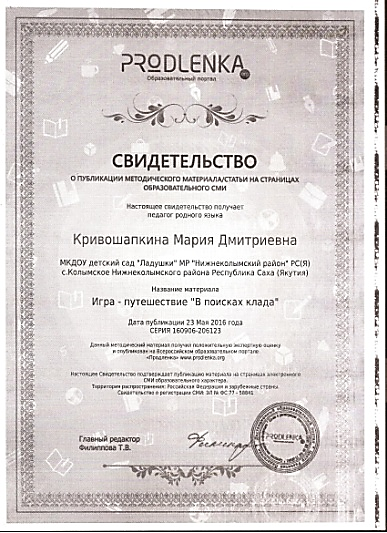 PRODLENKA.ORG
Образовательный портал
СВИДЕТЕЛЬСТВО
О ПУБЛИКАЦИИ МЕТОДИЧЕСКОГО МАТЕРИАЛА/СТАТЬИ НА СТРАНИЦАХ
ОБРАЗОВАТЕЛЬНОГО СМИ
Настоящее свидетельство получает
педагог родного языка
Кривошапкина Мария Дмитриевна
МКДОУ детский сад "Ладушки" МР "Нижнеколымский район" РС(Я)
с.Колымское Нижнеколымского района Республика Саха (Якутия)
Название материала
Игра - путешествие "В поисках клада"
Дата публикации 23 Мая 2016 года
СЕРИЯ 160906-206123
Данный методический материал получил положительную экспертную оценку
и опубликован на Всероссийском образовательном портале
«Продленка» www.prodlenka.org
Настоящее Свидетельство подтверждает публикацию материала на страницах электронного
СМИ образовательного характера.
Территория распространения: Российская Федерация и зарубежные страны.
Свидетельство о регистрации СМИ: ЭЛ № ФС 77 - 58841
Главный редактор
Филиппова Т.В.
PRODLENKA